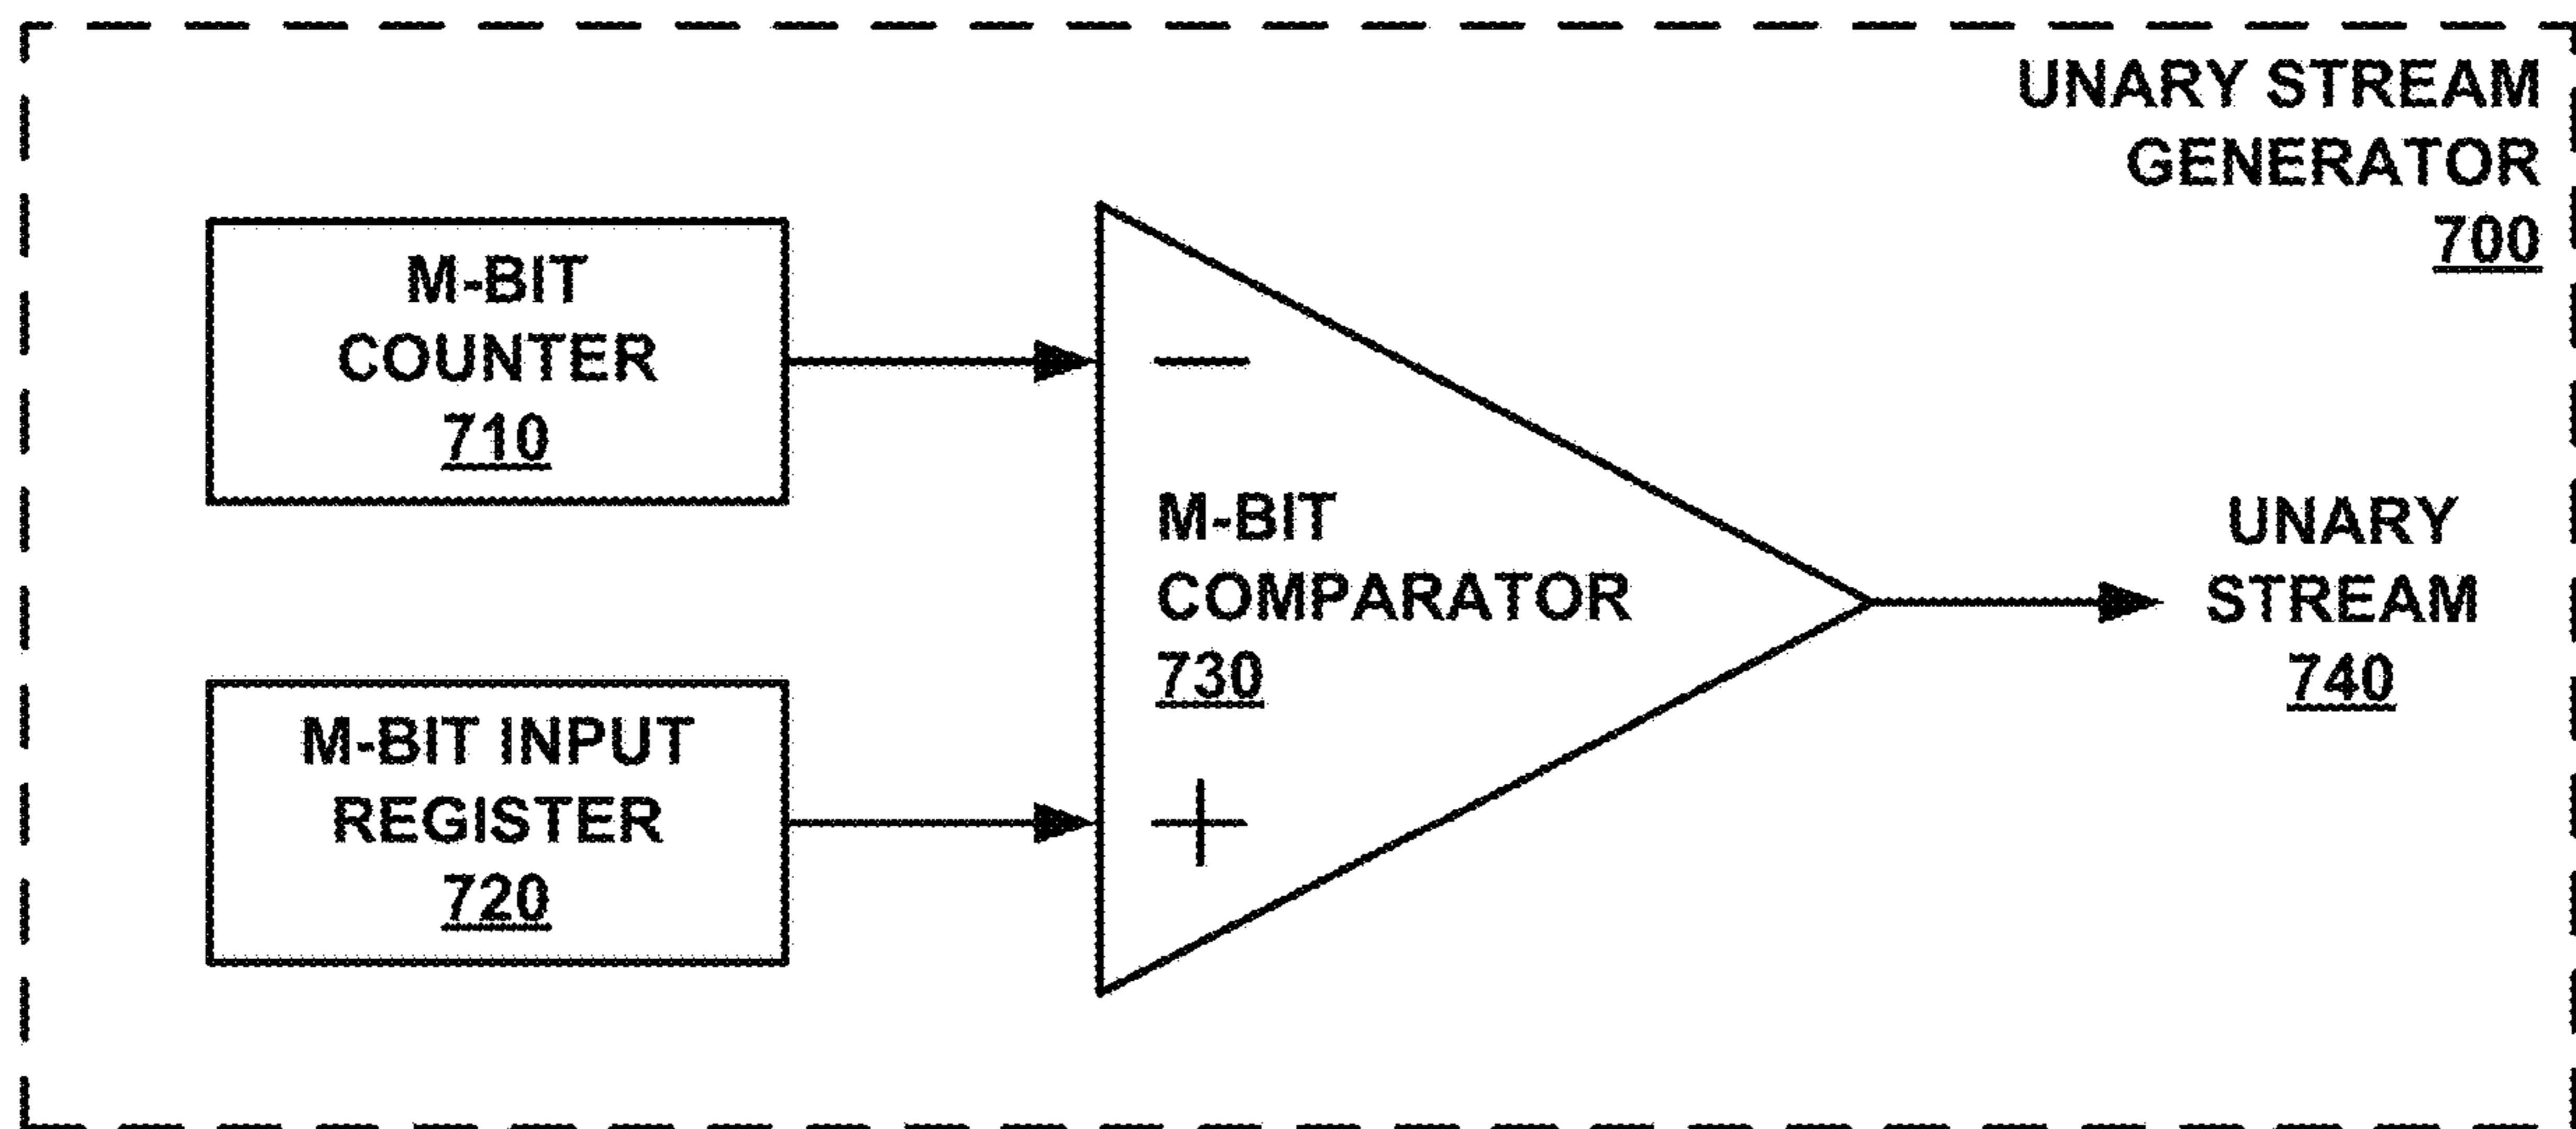 UNARY STREAM
GENERATOR
700
M-BIT
COUNTER
710
M-BIT INPUT
REGISTER
720
M-BIT
COMPARATOR
730
UNARY
STREAM
740